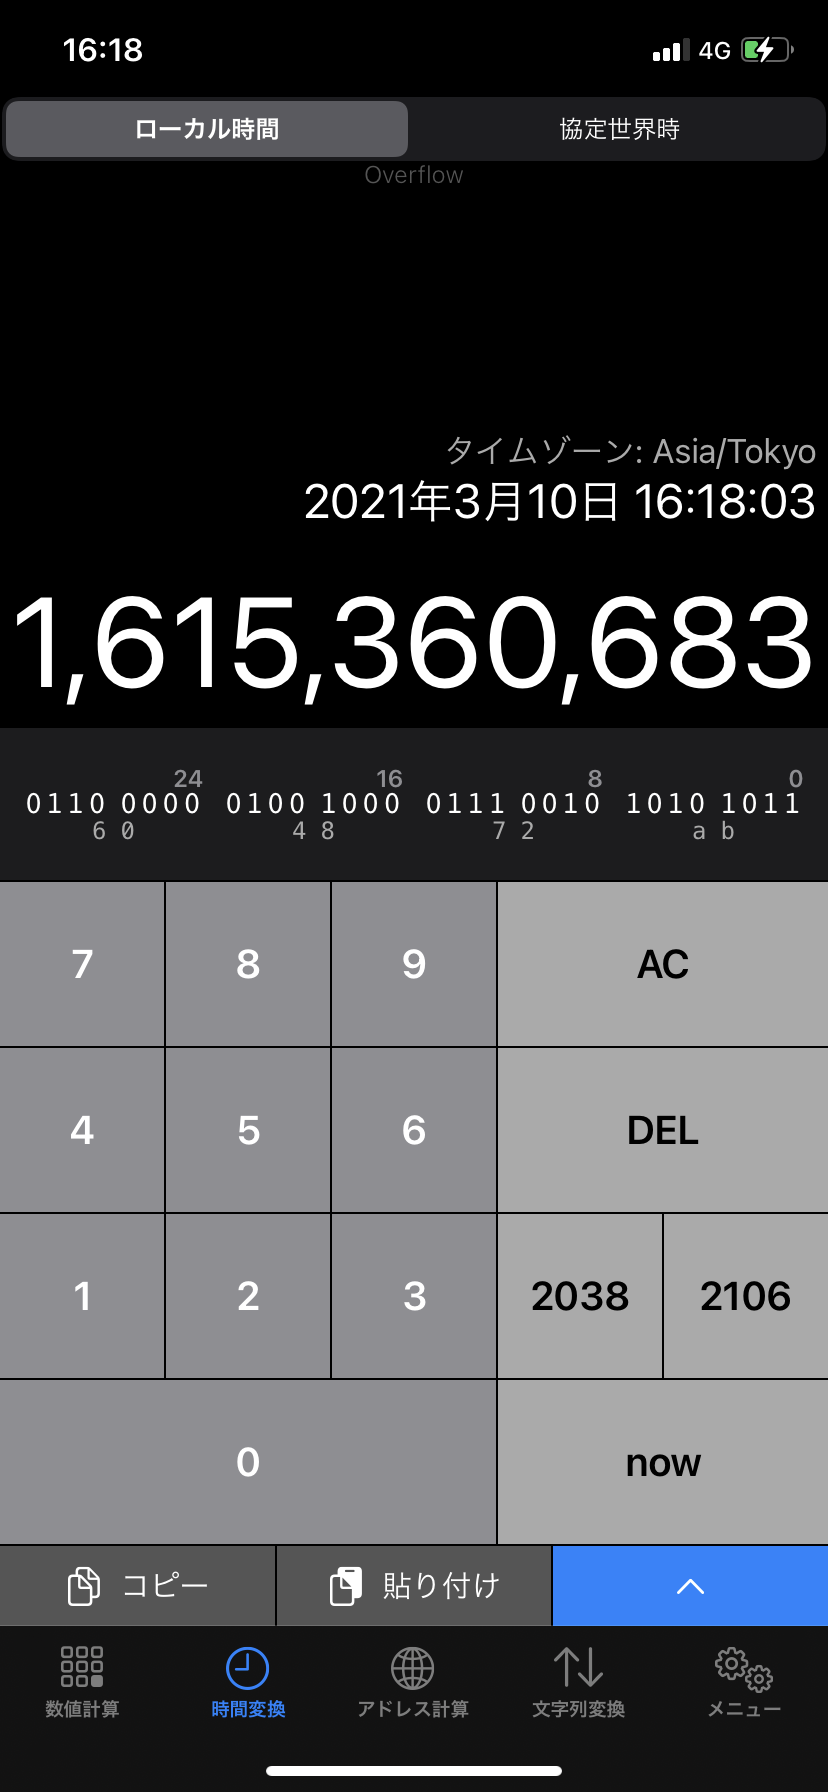 16:18 4G
ローカル時間 協定世界時
Overflow
タイムゾーン: Asia/Tokyo
2021年3月10日 16:18:03
1,615,360,683
24 16 8 0
0110 0000 0100 1000 0111 0010 1010 1011
6 0 4 8 7 2 a b
7 8 9 AC
4 5 6 DEL
1 2 3 2038 2106
0 now
コピー 貼り付け
数値計算 時間変換 アドレス計算 文字列変換 メニュー